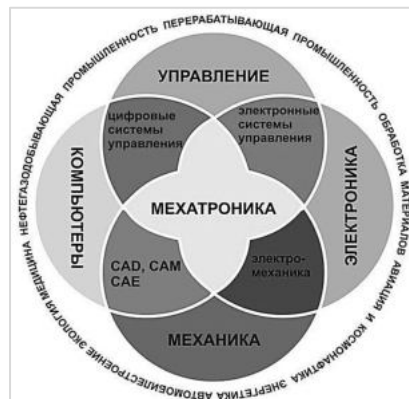 НЕФТЕГАЗОДОБЫВАЮЩАЯ ПРОМЫШЛЕННОСТЬ ПЕРЕРАБАТЫВАЮЩАЯ ПРОМЫШЛЕННОСТЬ ОБРАБОТКА МАТЕРИАЛОВ АВИАЦИЯ И КОСМОНАФТИКА ЭНЕРГЕТИКА АВТОМОБИЛЕСТРОЕНИЕ ЭКОЛОГИЯ МЕДИЦИНА
УПРАВЛЕНИЕ
цифровые
системы
управления
электронные
системы
управления
КОМПЬЮТЕРЫ
МЕХАТРОНИКА
ЭЛЕКТРОНИКА
CAD, CAM
CAE
электро-
механика
МЕХАНИКА